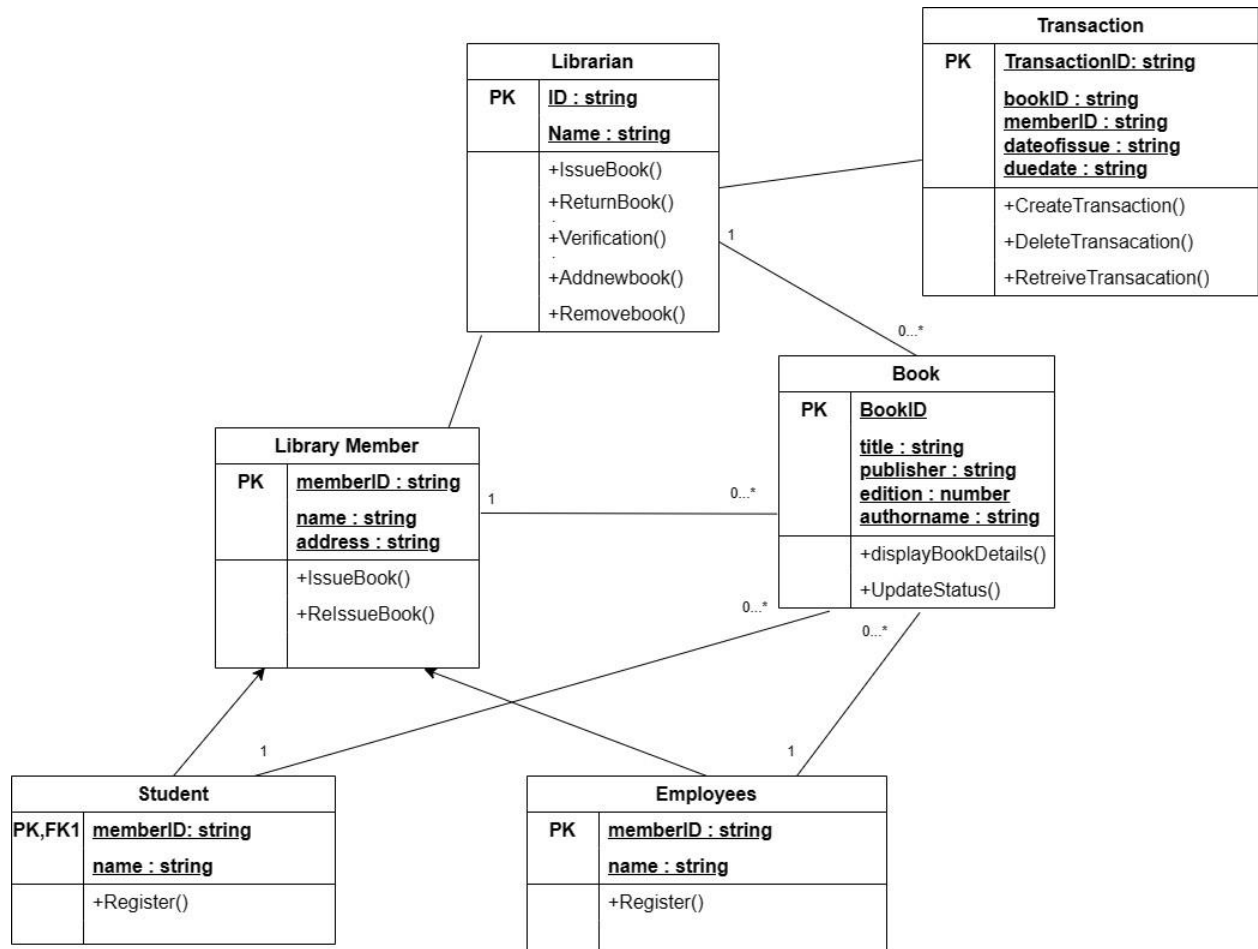 Transaction
PK TransactionID: string
bookID : string
memberID : string
dateofissue : string
duedate : string
+CreateTransaction()
+DeleteTransacation()
+RetreiveTransacation()
Librarian
PK ID : string
Name : string
+IssueBook()
+ReturnBook()
+Verification()
+Addnewbook()
+Removebook()
1
0...*
Book
PK BookID
title : string
publisher : string
edition : number
authorname : string
+displayBookDetails()
+UpdateStatus()
Library Member
PK memberID : string
name : string
address : string
+IssueBook()
+ReIssueBook()
1
0...*
0...*
0...*
1
1
Student
PK,FK1 memberID: string
name : string
+Register()
Employees
PK memberID : string
name : string
+Register()